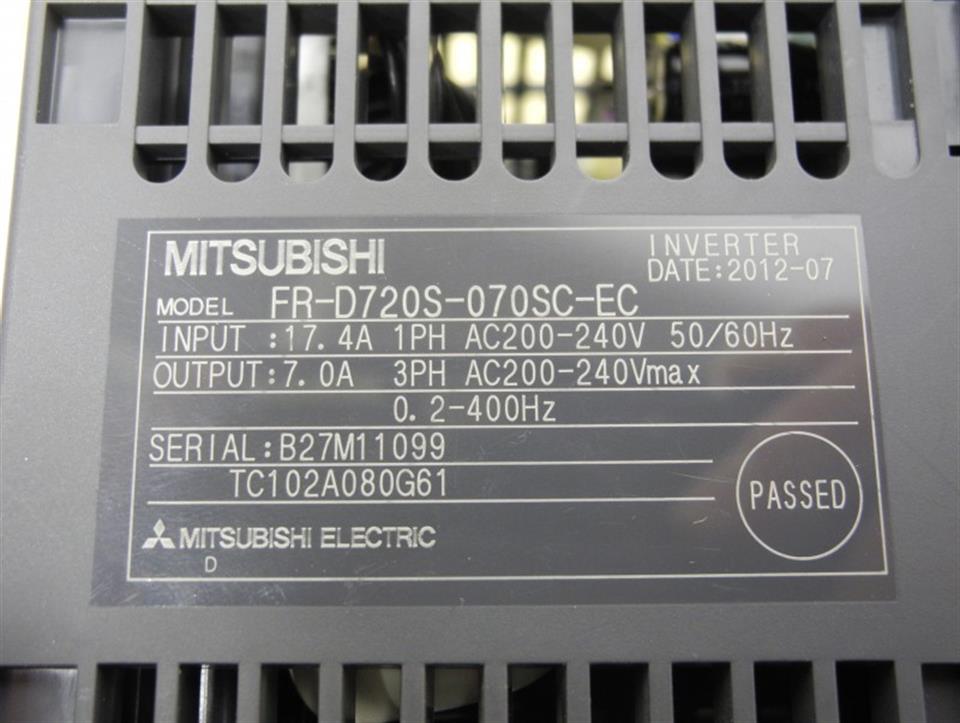 MITSUBISHI
INVERTER
DATE:2012-07
MODEL FR-D720S-070SC-EC
INPUT :17.4A 1PH AC200-240V 50/60Hz
OUTPUT:7.0A 3PH AC200-240Vmax
0.2-400Hz
SERIAL:B27M11099
TC102A080G61
PASSED
MITSUBISHI ELECTRIC
D